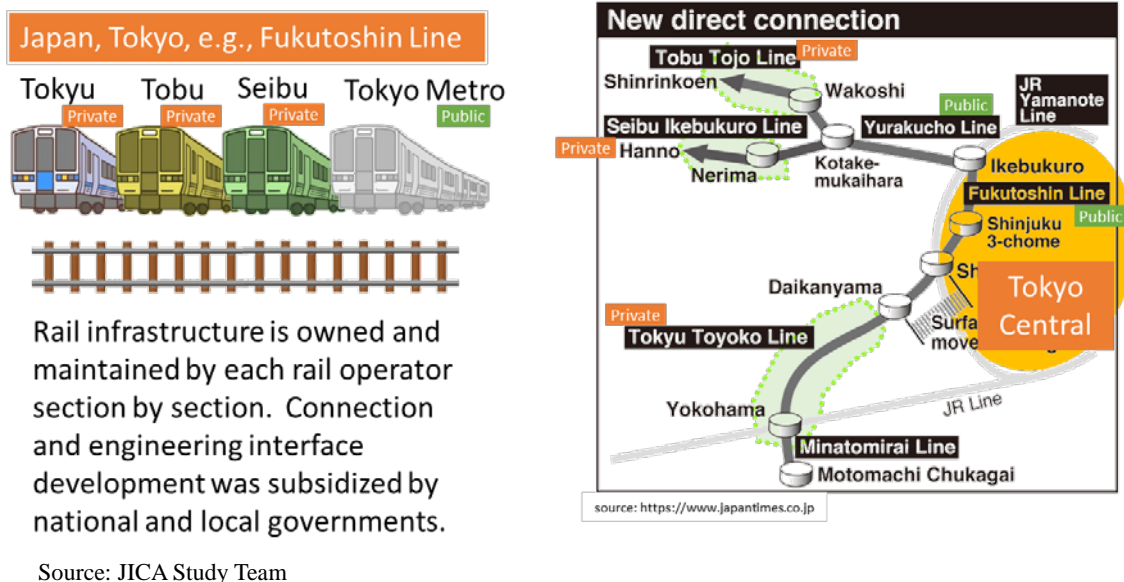 Japan, Tokyo, e.g., Fukutoshin Line
Tokyu
Private
Tobu
Private
Seibu
Private
Tokyo Metro
Public
Rail infrastructure is owned and
maintained by each rail operator
section by section. Connection
and engineering interface
development was subsidized by
national and local governments.
Source: JICA Study Team
New direct connection
Tobu Tojo Line
Private
Shinrinkoen
Wakoshi
JR
Yamanote
Line
Public
Seibu Ikebukuro Line
Yurakucho Line
Private
Hanno
Nerima
Kotake-
mukaihara
Ikebukuro
Fukutoshin Line
Public
Shinjuku
3-chome
Sh
Tokyo
Central
Daikanyama
Surfa
move
g
Private
Tokyu Toyoko Line
Yokohama
JR Line
Minatomirai Line
Motomachi Chukagai
source: https://www.japantimes.co.jp